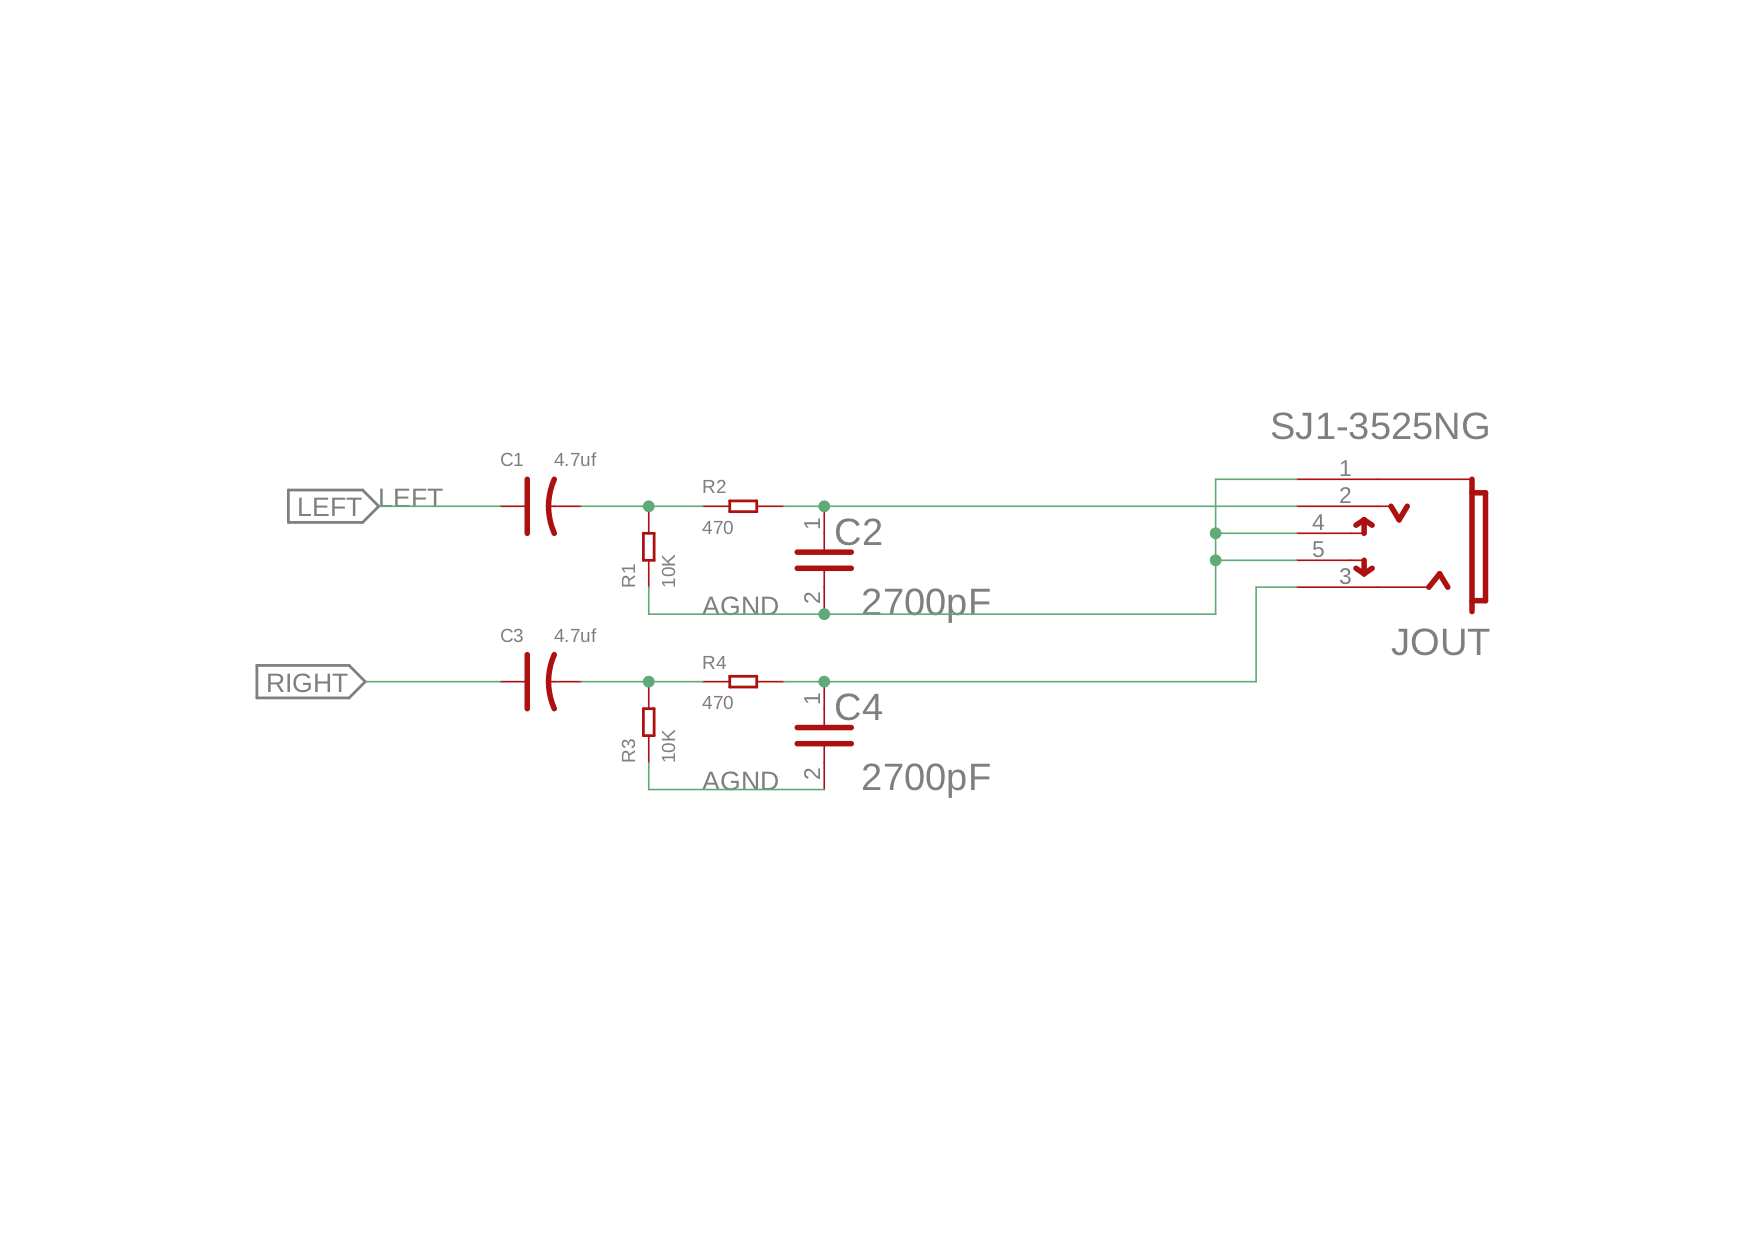 SJ1-3525NG
1
2
4
5
3
JOUT
C1
4.7uf
LEFT
LEFT
R2
470
R1
10K
1
C2
2
2700pF
AGND
C3
4.7uf
RIGHT
R4
470
R3
10K
1
C4
2
2700pF
AGND